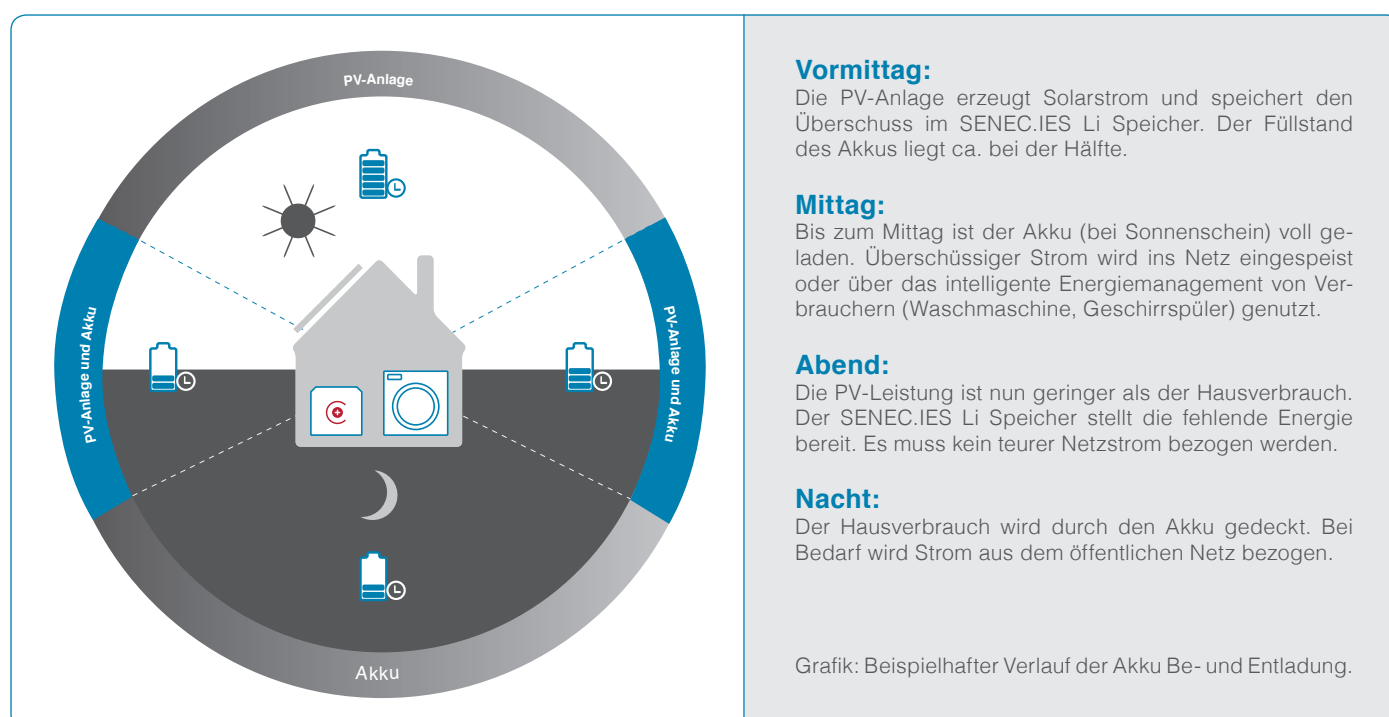 PV-Anlage
PV-Anlage und Akku
PV-Anlage und Akku
Akku
Vormittag:
Die PV-Anlage erzeugt Solarstrom und speichert den
Überschuss im SENEC.IES Li Speicher. Der Füllstand
des Akkus liegt ca. bei der Hälfte.
Mittag:
Bis zum Mittag ist der Akku (bei Sonnenschein) voll ge-
laden. Überschüssiger Strom wird ins Netz eingespeist
oder über das intelligente Energiemanagement von Ver-
brauchern (Waschmaschine, Geschirrspüler) genutzt.
Abend:
Die PV-Leistung ist nun geringer als der Hausverbrauch.
Der SENEC.IES Li Speicher stellt die fehlende Energie
bereit. Es muss kein teurer Netzstrom bezogen werden.
Nacht:
Der Hausverbrauch wird durch den Akku gedeckt. Bei
Bedarf wird Strom aus dem öffentlichen Netz bezogen.
Grafik: Beispielhafter Verlauf der Akku Be- und Entladung.